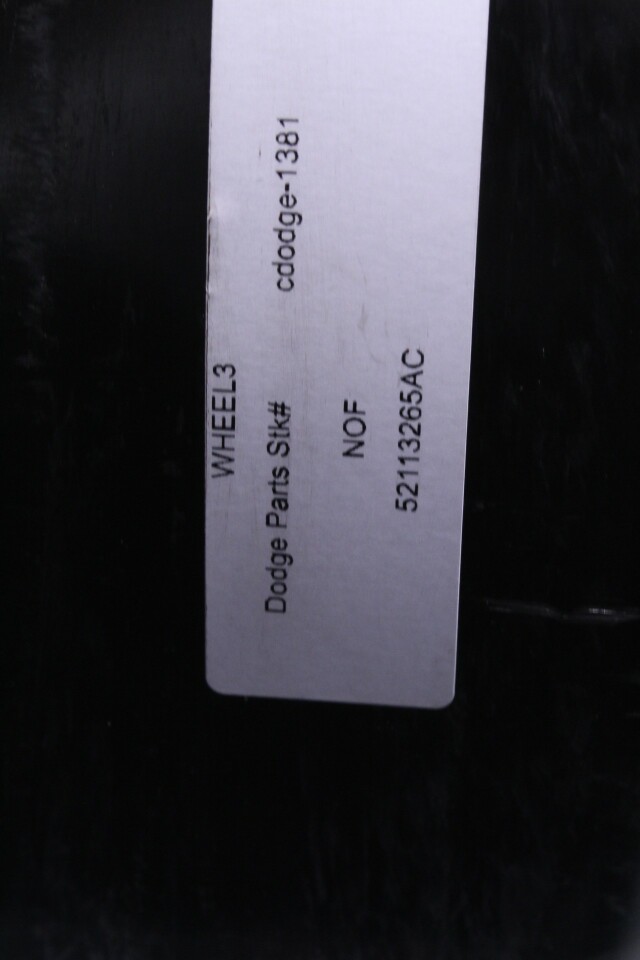 WHEEL3
Dodge Parts Stk# cdodge-1381
NOF
52113265AC